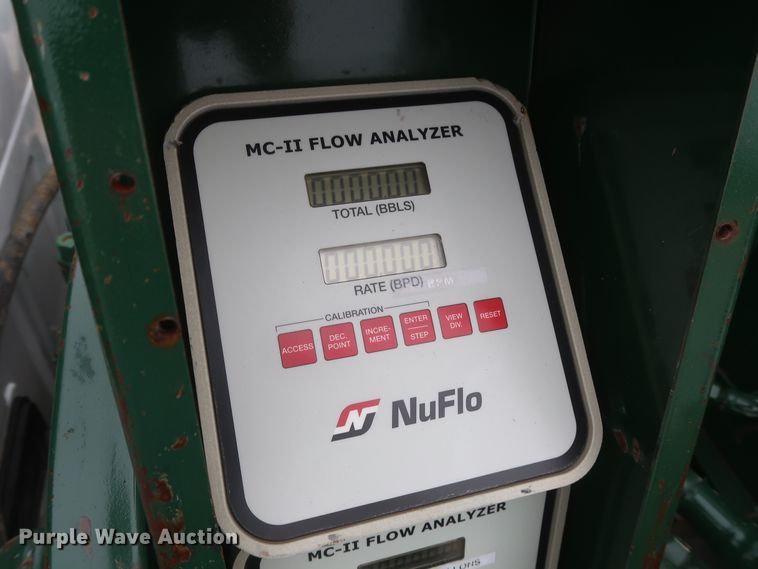 MC-II FLOW ANALYZER
TOTAL (BBLS)
RATE (BPD) BPM
CALIBRATION
ACCESS
DEC. POINT
INCRE- MENT
ENTER STEP
VIEW DIV.
RESET
N NuFlo
MC-II FLOW ANALYZER
Purple Wave Auction